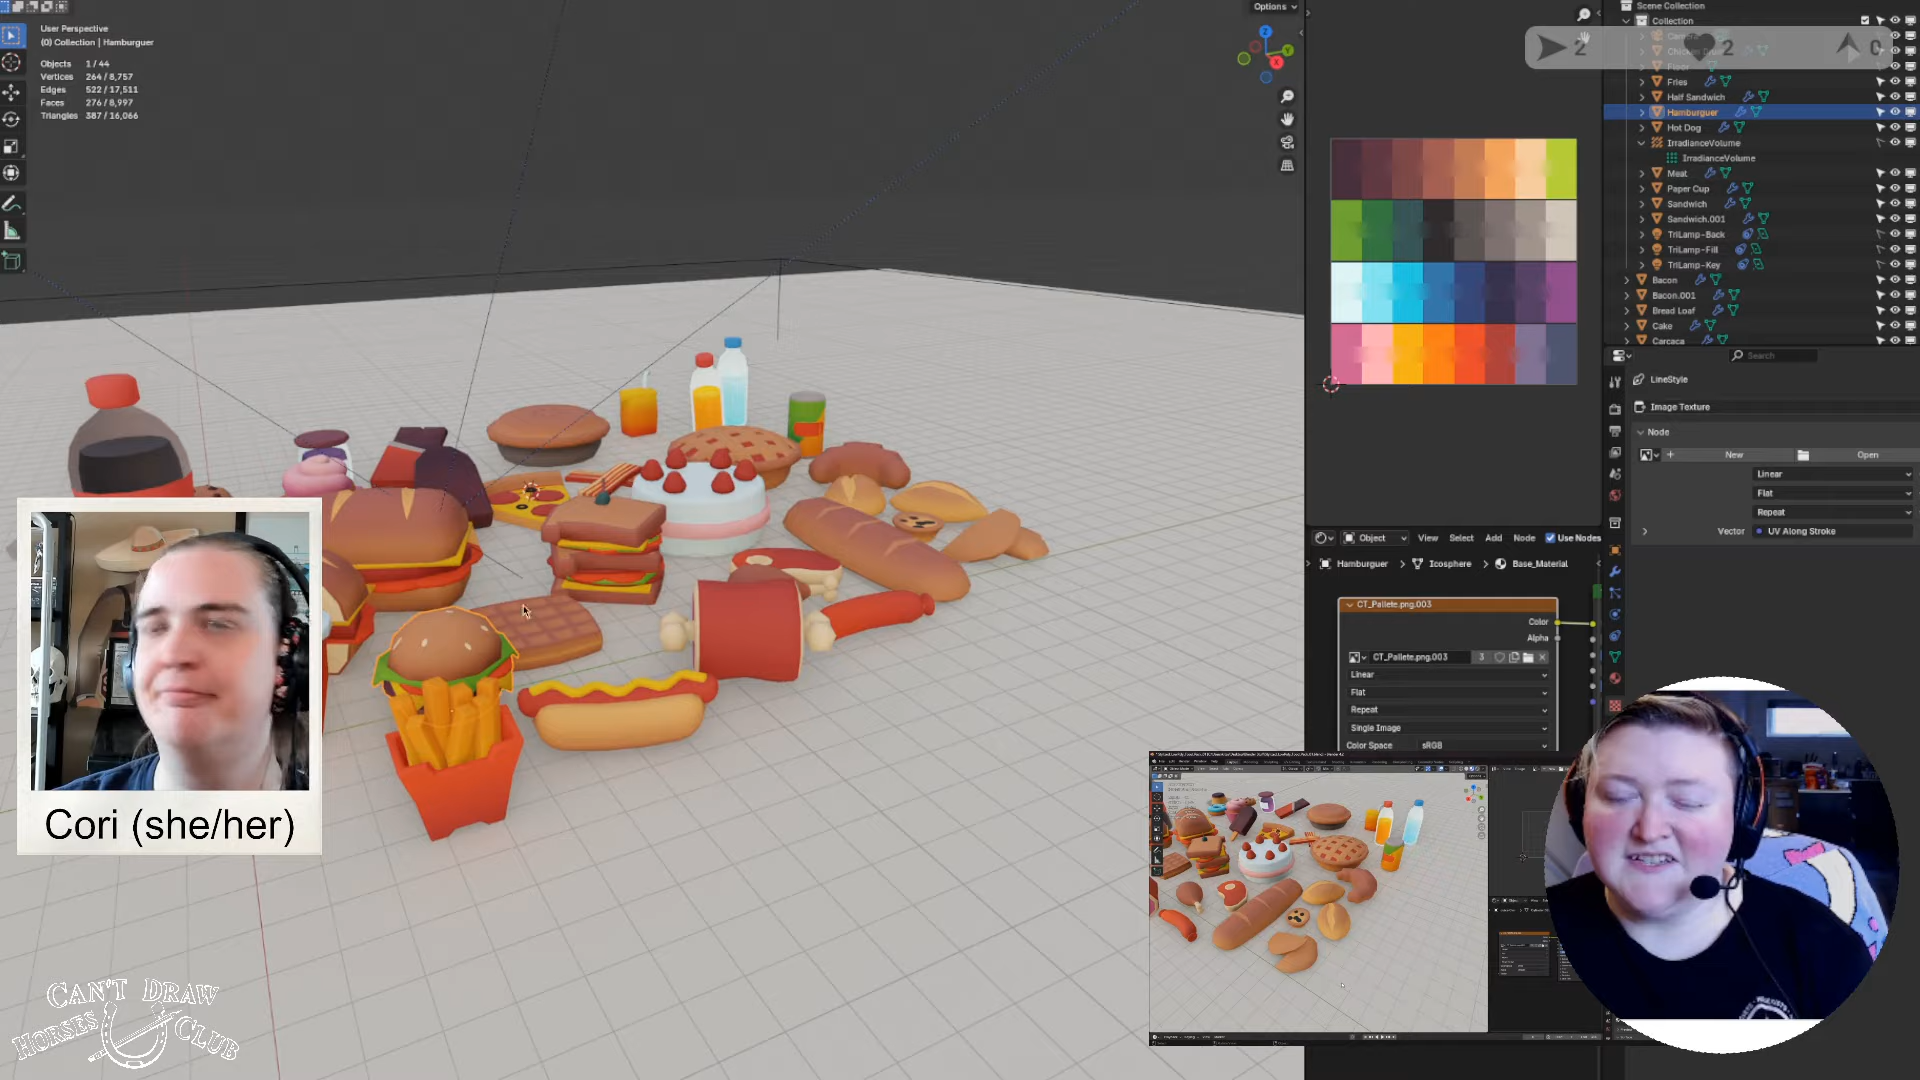 User Perspective
(0) Collection | Hamburguer
Objects 1 / 44
Vertices 264 / 8,757
Edges 522 / 17,511
Faces 276 / 8,997
Triangles 387 / 16,066
Options
Z
Y
X
Scene Collection
Collection
Fries
Half Sandwich
Hamburguer
Hot Dog
IrradianceVolume
IrradianceVolume
Meat
Paper Cup
Sandwich
Sandwich.001
TriLamp-Back
TriLamp-Fill
TriLamp-Key
Bacon
Bacon.001
Bread Loaf
Cake
Carcaca
2
2
0
Search
LineStyle
Image Texture
Node
New
Open
Linear
Flat
Repeat
Vector
UV Along Stroke
Object
View
Select
Add
Node
Use Nodes
Hamburguer
Icosphere
Base_Material
CT_Pallete.png.003
Color
Alpha
CT_Pallete.png.003
3
Linear
Flat
Repeat
Single Image
Color Space sRGB
Cori (she/her)
CAN'T DRAW
HORSES CLUB